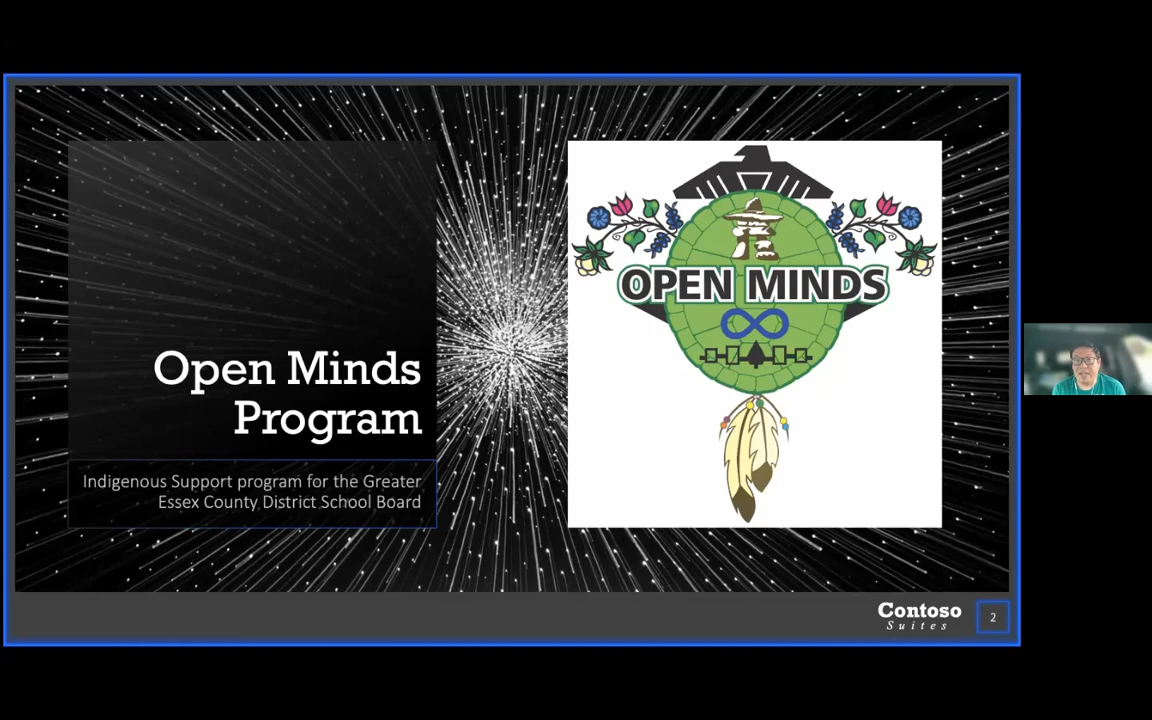 Open Minds
Program
Indigenous Support program for the Greater
Essex County District School Board
OPEN MINDS
Contoso
Suites
2